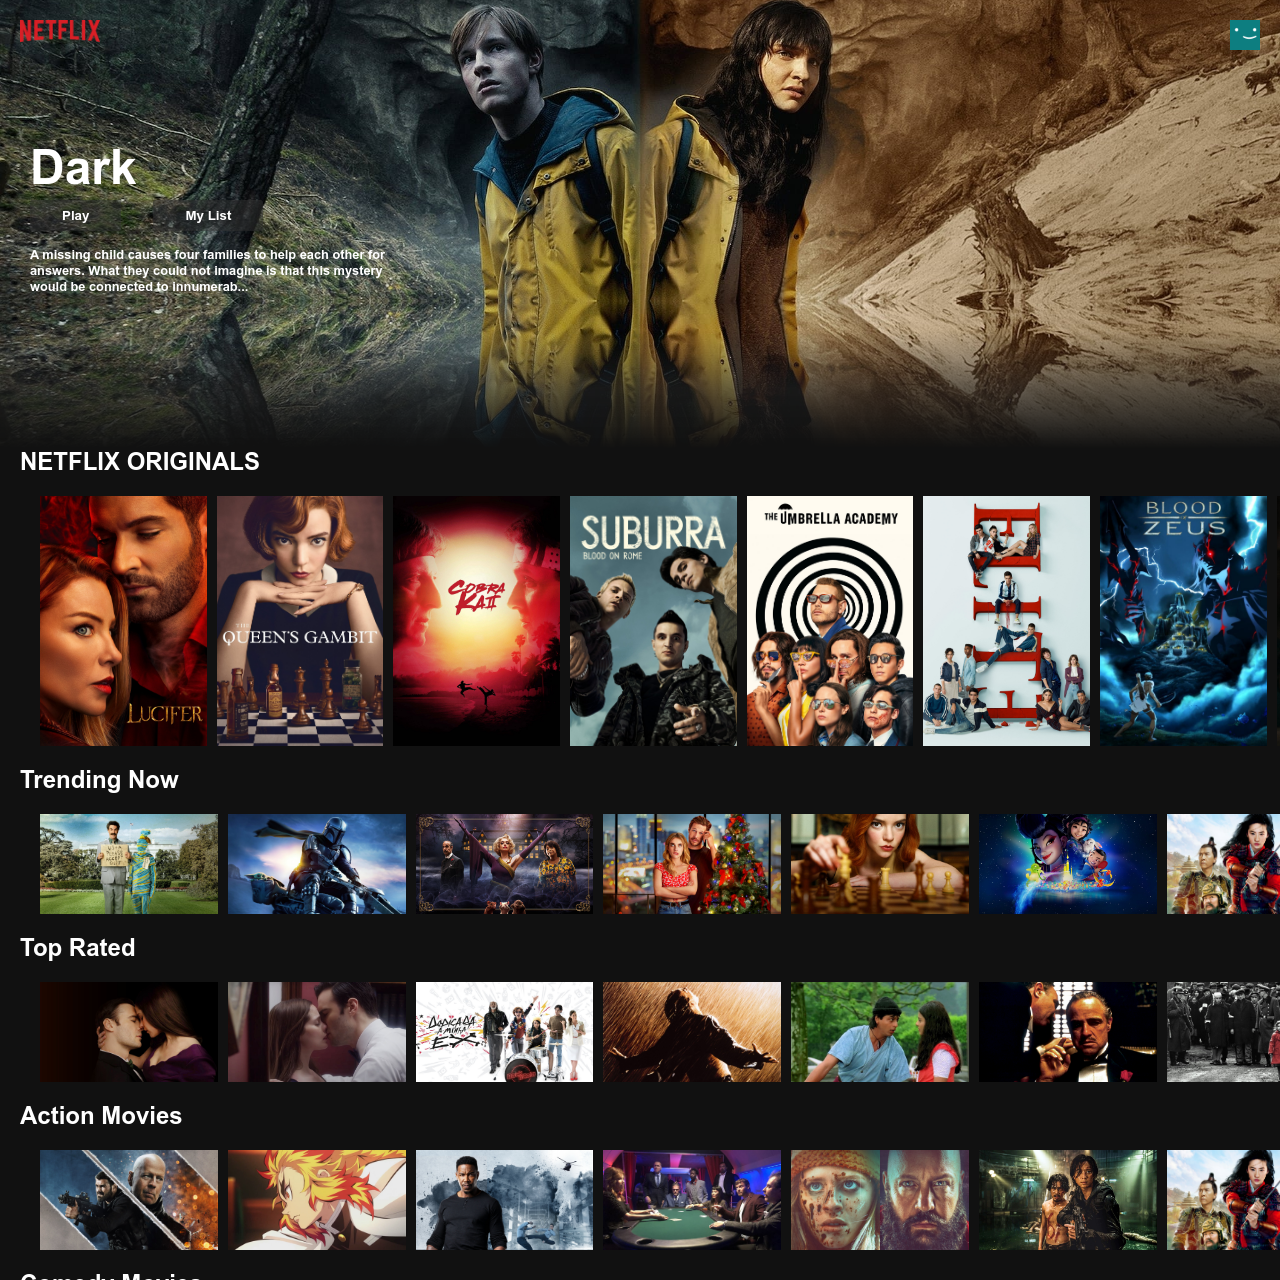 NETFLIX
Dark
Play
My List
A missing child causes four families to help each other for
answers. What they could not imagine is that this mystery
would be connected to innumerab...
NETFLIX ORIGINALS
LUCIFER
THE
QUEEN'S GAMBIT
COBRA
KAI
SUBURRA
BLOOD ON ROME
THE UMBRELLA ACADEMY
ELITE
BLOOD
OF
ZEUS
Trending Now
Top Rated
DEDICADA
A MINHA
EX
Action Movies
Comedy Movies